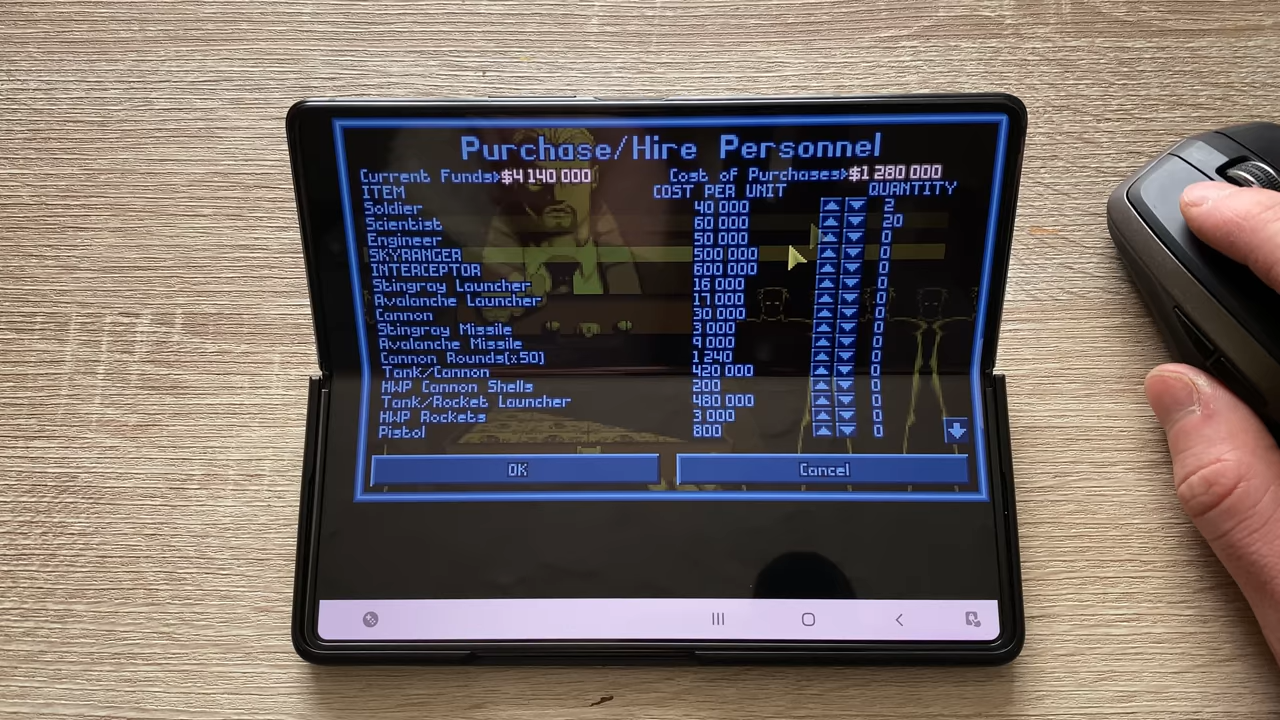 Purchase/Hire Personnel
Current Funds>$4 140 000 Cost of Purchases>$1 280 000
ITEM COST PER UNIT QUANTITY
Soldier 40 000 2
Scientist 60 000 20
Engineer 50 000 0
SKYRANGER 500 000 0
INTERCEPTOR 600 000 0
Stingray Launcher 16 000 0
Avalanche Launcher 17 000 0
Cannon 30 000 0
Stingray Missile 3 000 0
Avalanche Missile 9 000 0
Cannon Rounds(x50) 1 240 0
Tank/Cannon 420 000 0
HWP Cannon Shells 200 0
Tank/Rocket Launcher 480 000 0
HWP Rockets 3 000 0
Pistol 800 0
OK Cancel